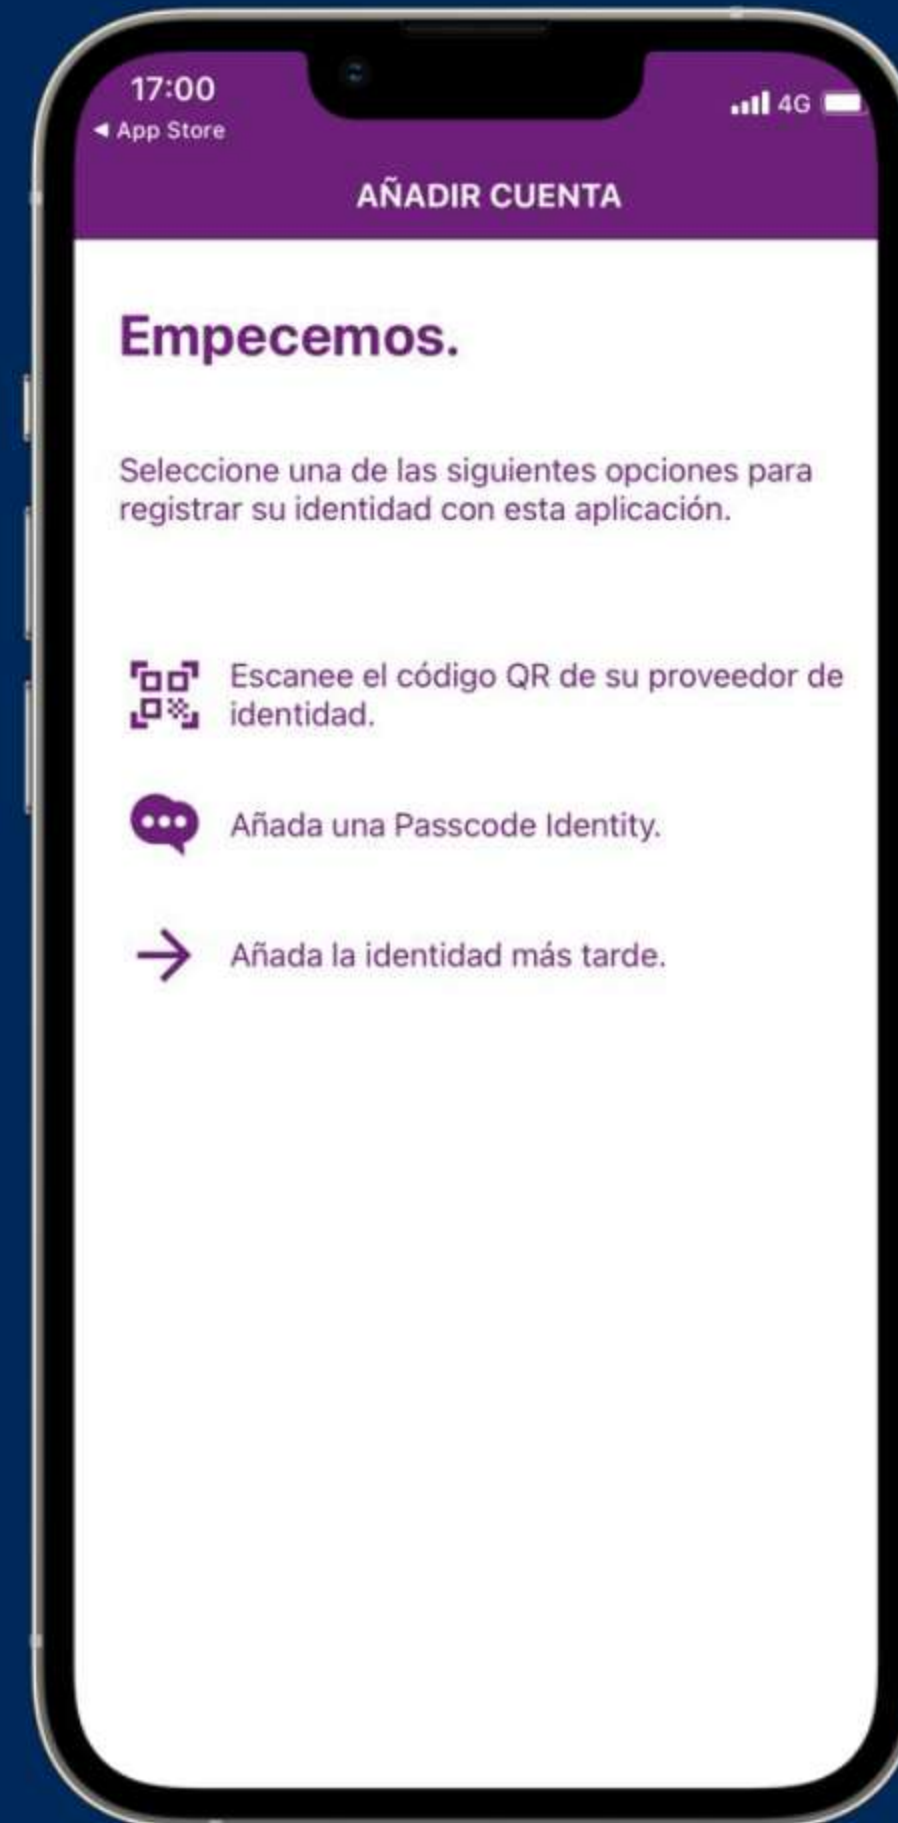 17:00
4G
◄ App Store
AÑADIR CUENTA
Empecemos.
Seleccione una de las siguientes opciones para
registrar su identidad con esta aplicación.
Escanee el código QR de su proveedor de
identidad.
Añada una Passcode Identity.
Añada la identidad más tarde.